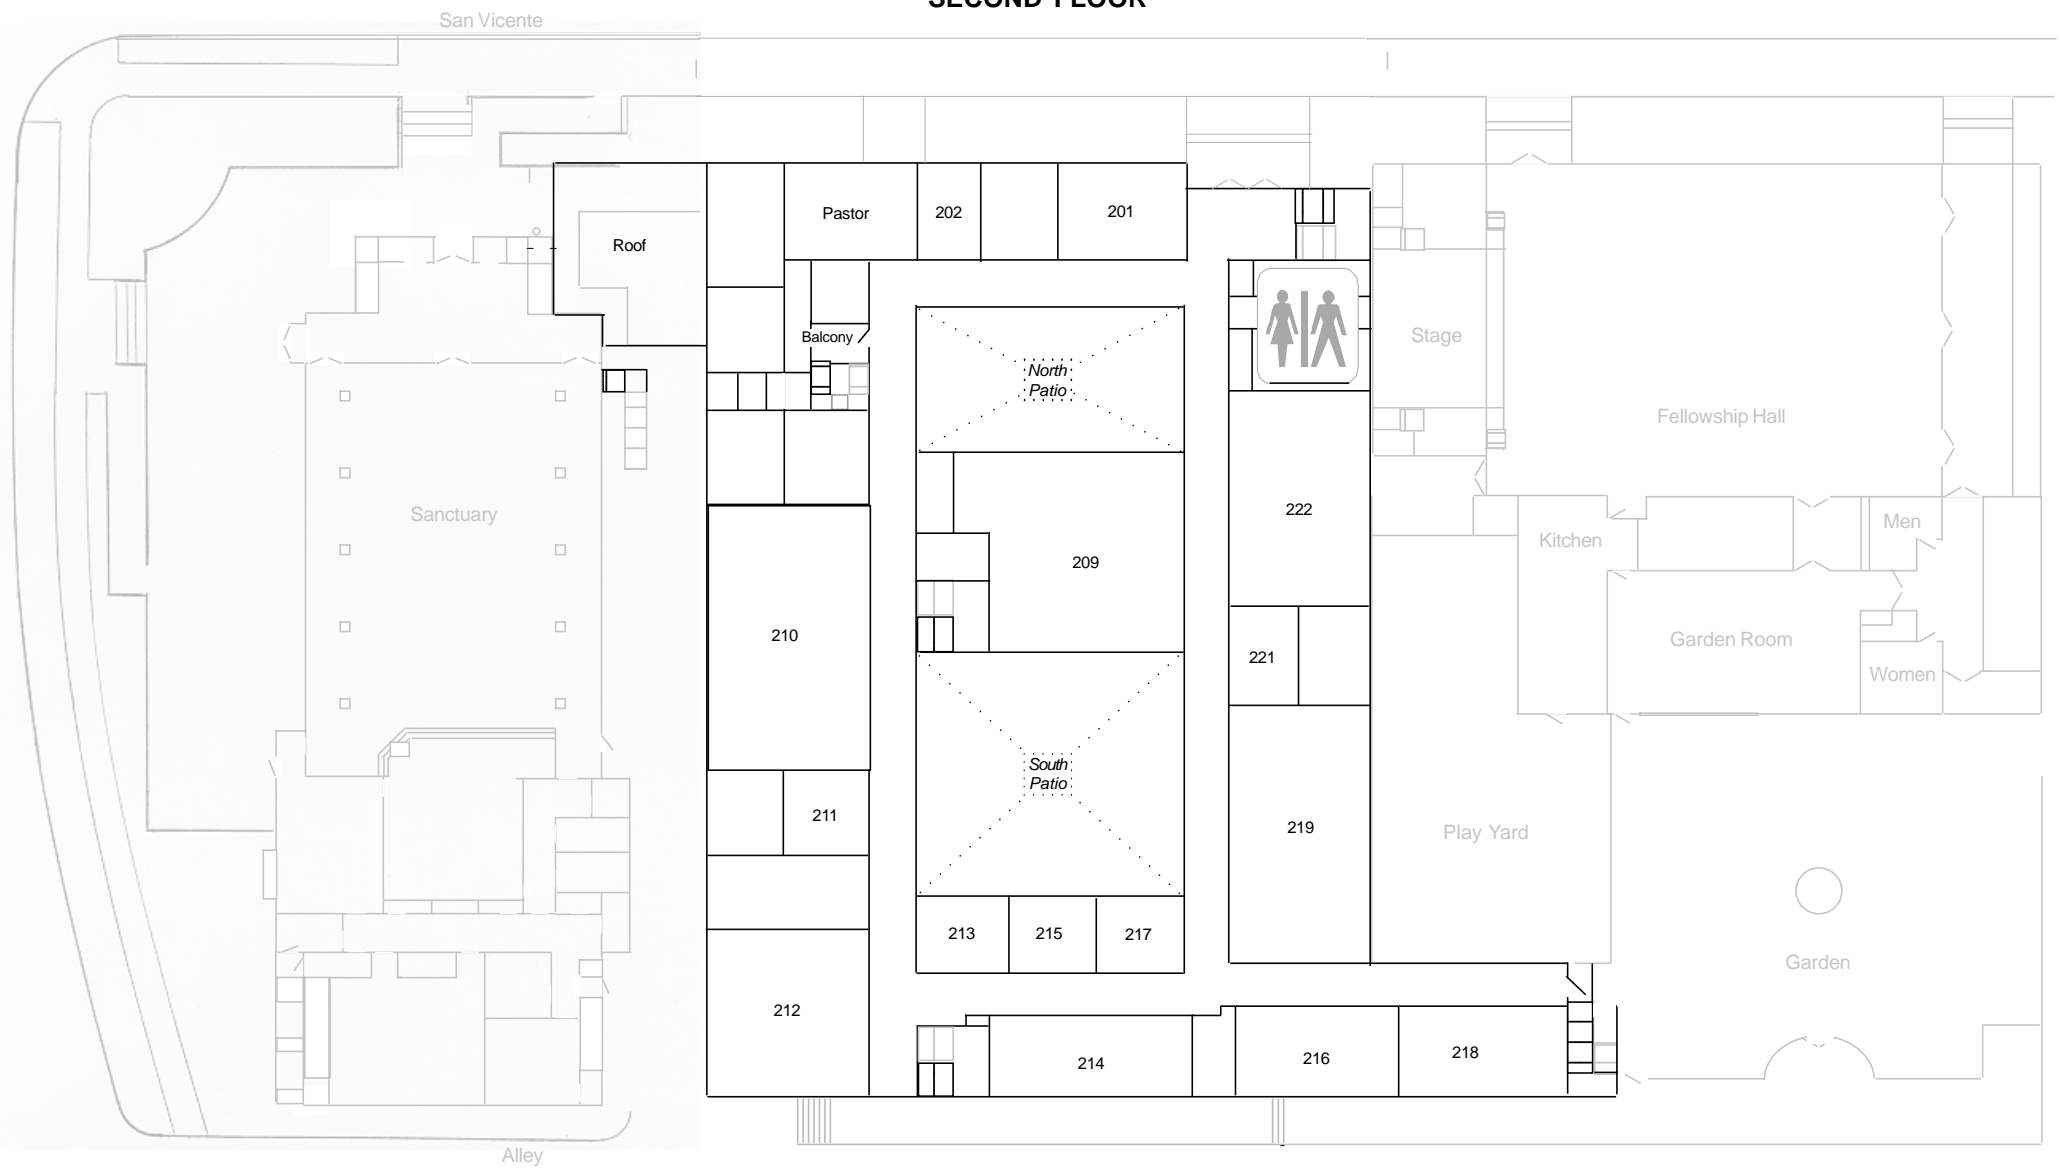 SECOND FLOOR
San Vicente
Pastor
202
201
Roof
Balcony
North
Patio
Stage
Fellowship Hall
Sanctuary
222
Men
Kitchen
209
210
221
Garden Room
Women
South
Patio
211
219
Play Yard
213
215
217
Garden
212
214
216
218
Alley